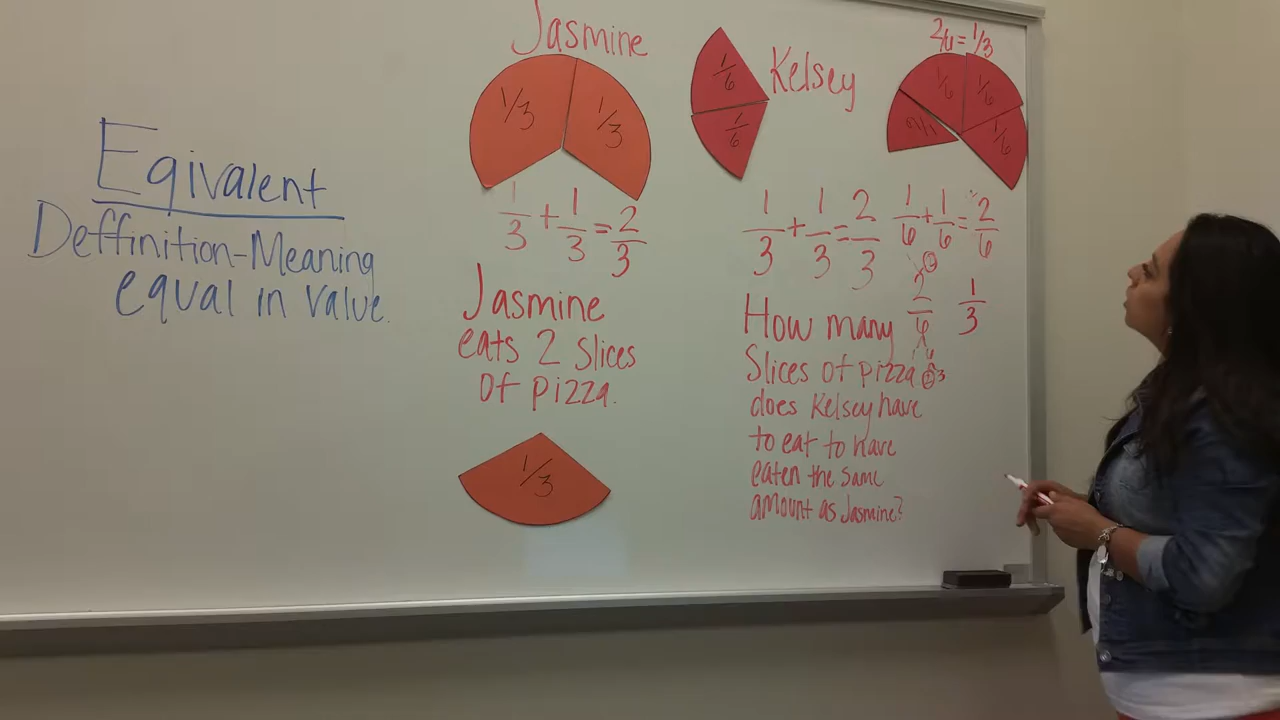 Eqivalent
Deffinition-Meaning
equal in value.
Jasmine
1/3 1/3
1/3 + 1/3 = 2/3
Jasmine
eats 2 slices
of pizza.
1/3
Kelsey
1/6
1/6
2/6 = 1/3
1/6 1/6
1/6
1/3 + 1/3 = 2/3
1/6 + 1/6 = 2/6
2/6 1/3
How many
Slices of pizza
does Kelsey have
to eat to have
eaten the same
amount as Jasmine?